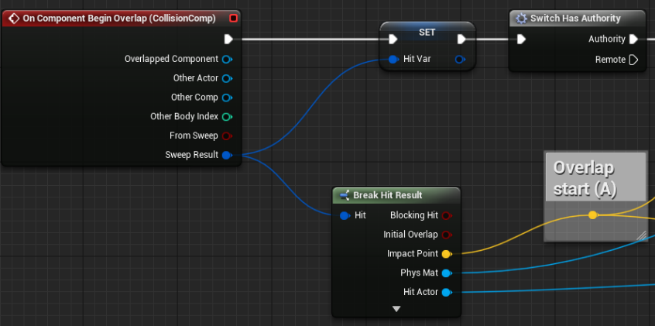 On Component Begin Overlap (CollisionComp)
Overlapped Component
Other Actor
Other Comp
Other Body Index
From Sweep
Sweep Result
SET
Hit Var
Switch Has Authority
Authority
Remote
Break Hit Result
Hit
Blocking Hit
Initial Overlap
Impact Point
Phys Mat
Hit Actor
Overlap
start (A)